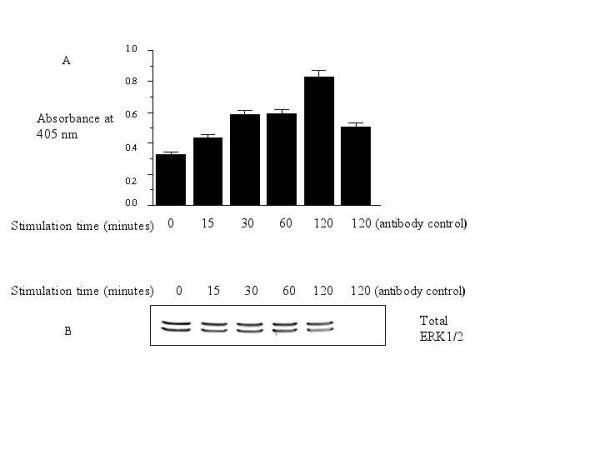 A
Absorbance at
405 nm
1.0
0.8
0.6
0.4
0.2
0.0
Stimulation time (minutes) 0 15 30 60 120 120 (antibody control)
Stimulation time (minutes) 0 15 30 60 120 120 (antibody control)
B
Total
ERK1/2